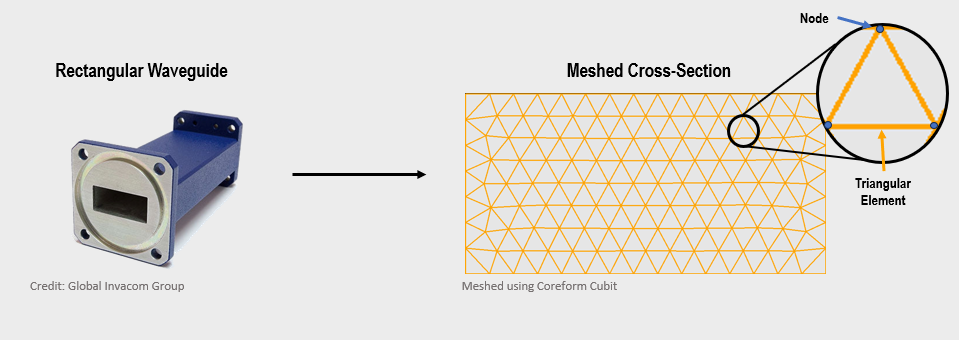 Node
Rectangular Waveguide
Meshed Cross-Section
Triangular
Element
Credit: Global Invacom Group
Meshed using Coreform Cubit